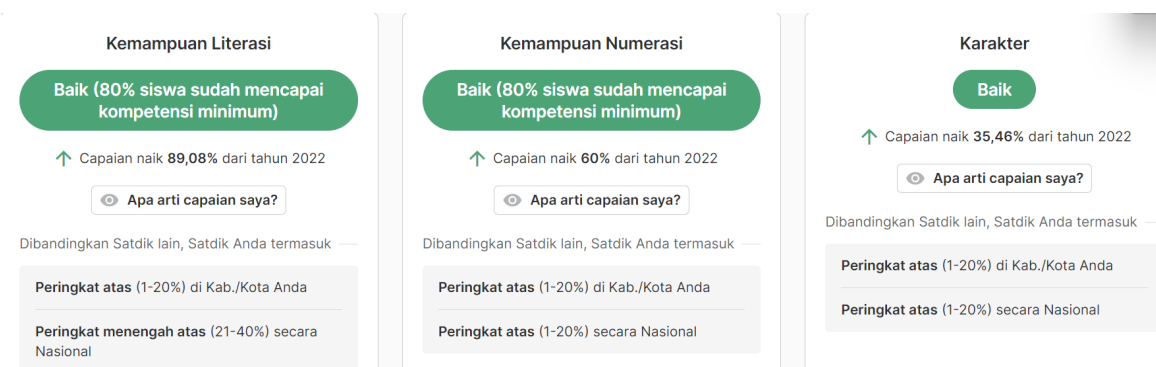 Kemampuan Literasi
Baik (80% siswa sudah mencapai
kompetensi minimum)
Capaian naik 89,08% dari tahun 2022
Apa arti capaian saya?
Dibandingkan Satdik lain, Satdik Anda termasuk
Peringkat atas (1-20%) di Kab./Kota Anda
Peringkat menengah atas (21-40%) secara
Nasional
Kemampuan Numerasi
Baik (80% siswa sudah mencapai
kompetensi minimum)
Capaian naik 60% dari tahun 2022
Apa arti capaian saya?
Dibandingkan Satdik lain, Satdik Anda termasuk
Peringkat atas (1-20%) di Kab./Kota Anda
Peringkat atas (1-20%) secara Nasional
Karakter
Baik
Capaian naik 35,46% dari tahun 2022
Apa arti capaian saya?
Dibandingkan Satdik lain, Satdik Anda termasuk
Peringkat atas (1-20%) di Kab./Kota Anda
Peringkat atas (1-20%) secara Nasional